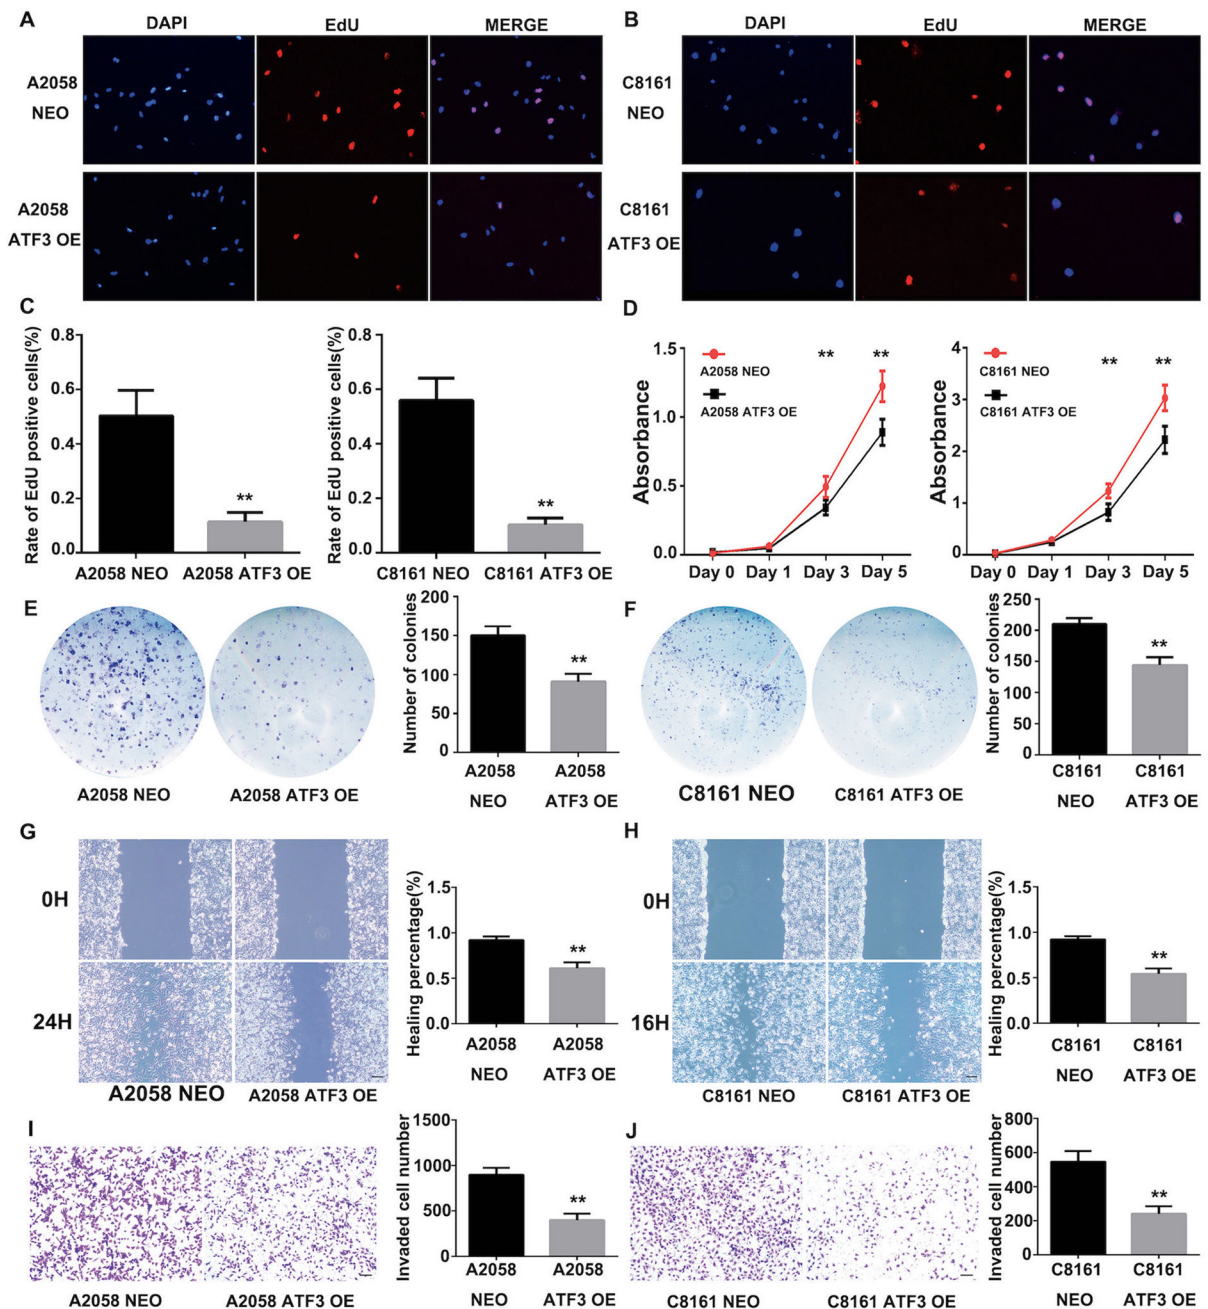 A
DAPI
EdU
MERGE
A2058
NEO
A2058
ATF3 OE
B
DAPI
EdU
MERGE
C8161
NEO
C8161
ATF3 OE
C
Rate of EdU positive cells(%)
0.8
0.6
0.4
0.2
0.0
**
A2058 NEO A2058 ATF3 OE
Rate of EdU positive cells(%)
0.8
0.6
0.4
0.2
0.0
**
C8161 NEO C8161 ATF3 OE
D
Absorbance
1.5
1.0
0.5
0.0
A2058 NEO
A2058 ATF3 OE
** **
Day 0 Day 1 Day 3 Day 5
Absorbance
4
3
2
1
0
C8161 NEO
C8161 ATF3 OE
** **
Day 0 Day 1 Day 3 Day 5
E
A2058 NEO A2058 ATF3 OE
Number of colonies
200
150
100
50
0
**
A2058 A2058
NEO ATF3 OE
F
C8161 NEO C8161 ATF3 OE
Number of colonies
250
200
150
100
50
0
**
C8161 C8161
NEO ATF3 OE
G
0H
24H
A2058 NEO A2058 ATF3 OE
Healing percentage(%)
1.5
1.0
0.5
0.0
**
A2058 A2058
NEO ATF3 OE
H
0H
16H
C8161 NEO C8161 ATF3 OE
Healing percentage(%)
1.5
1.0
0.5
0.0
**
C8161 C8161
NEO ATF3 OE
I
A2058 NEO A2058 ATF3 OE
Invaded cell number
1500
1000
500
0
**
A2058 A2058
NEO ATF3 OE
J
C8161 NEO C8161 ATF3 OE
Invaded cell number
800
600
400
200
0
**
C8161 C8161
NEO ATF3 OE